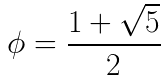 ϕ = (1 + √5) / 2